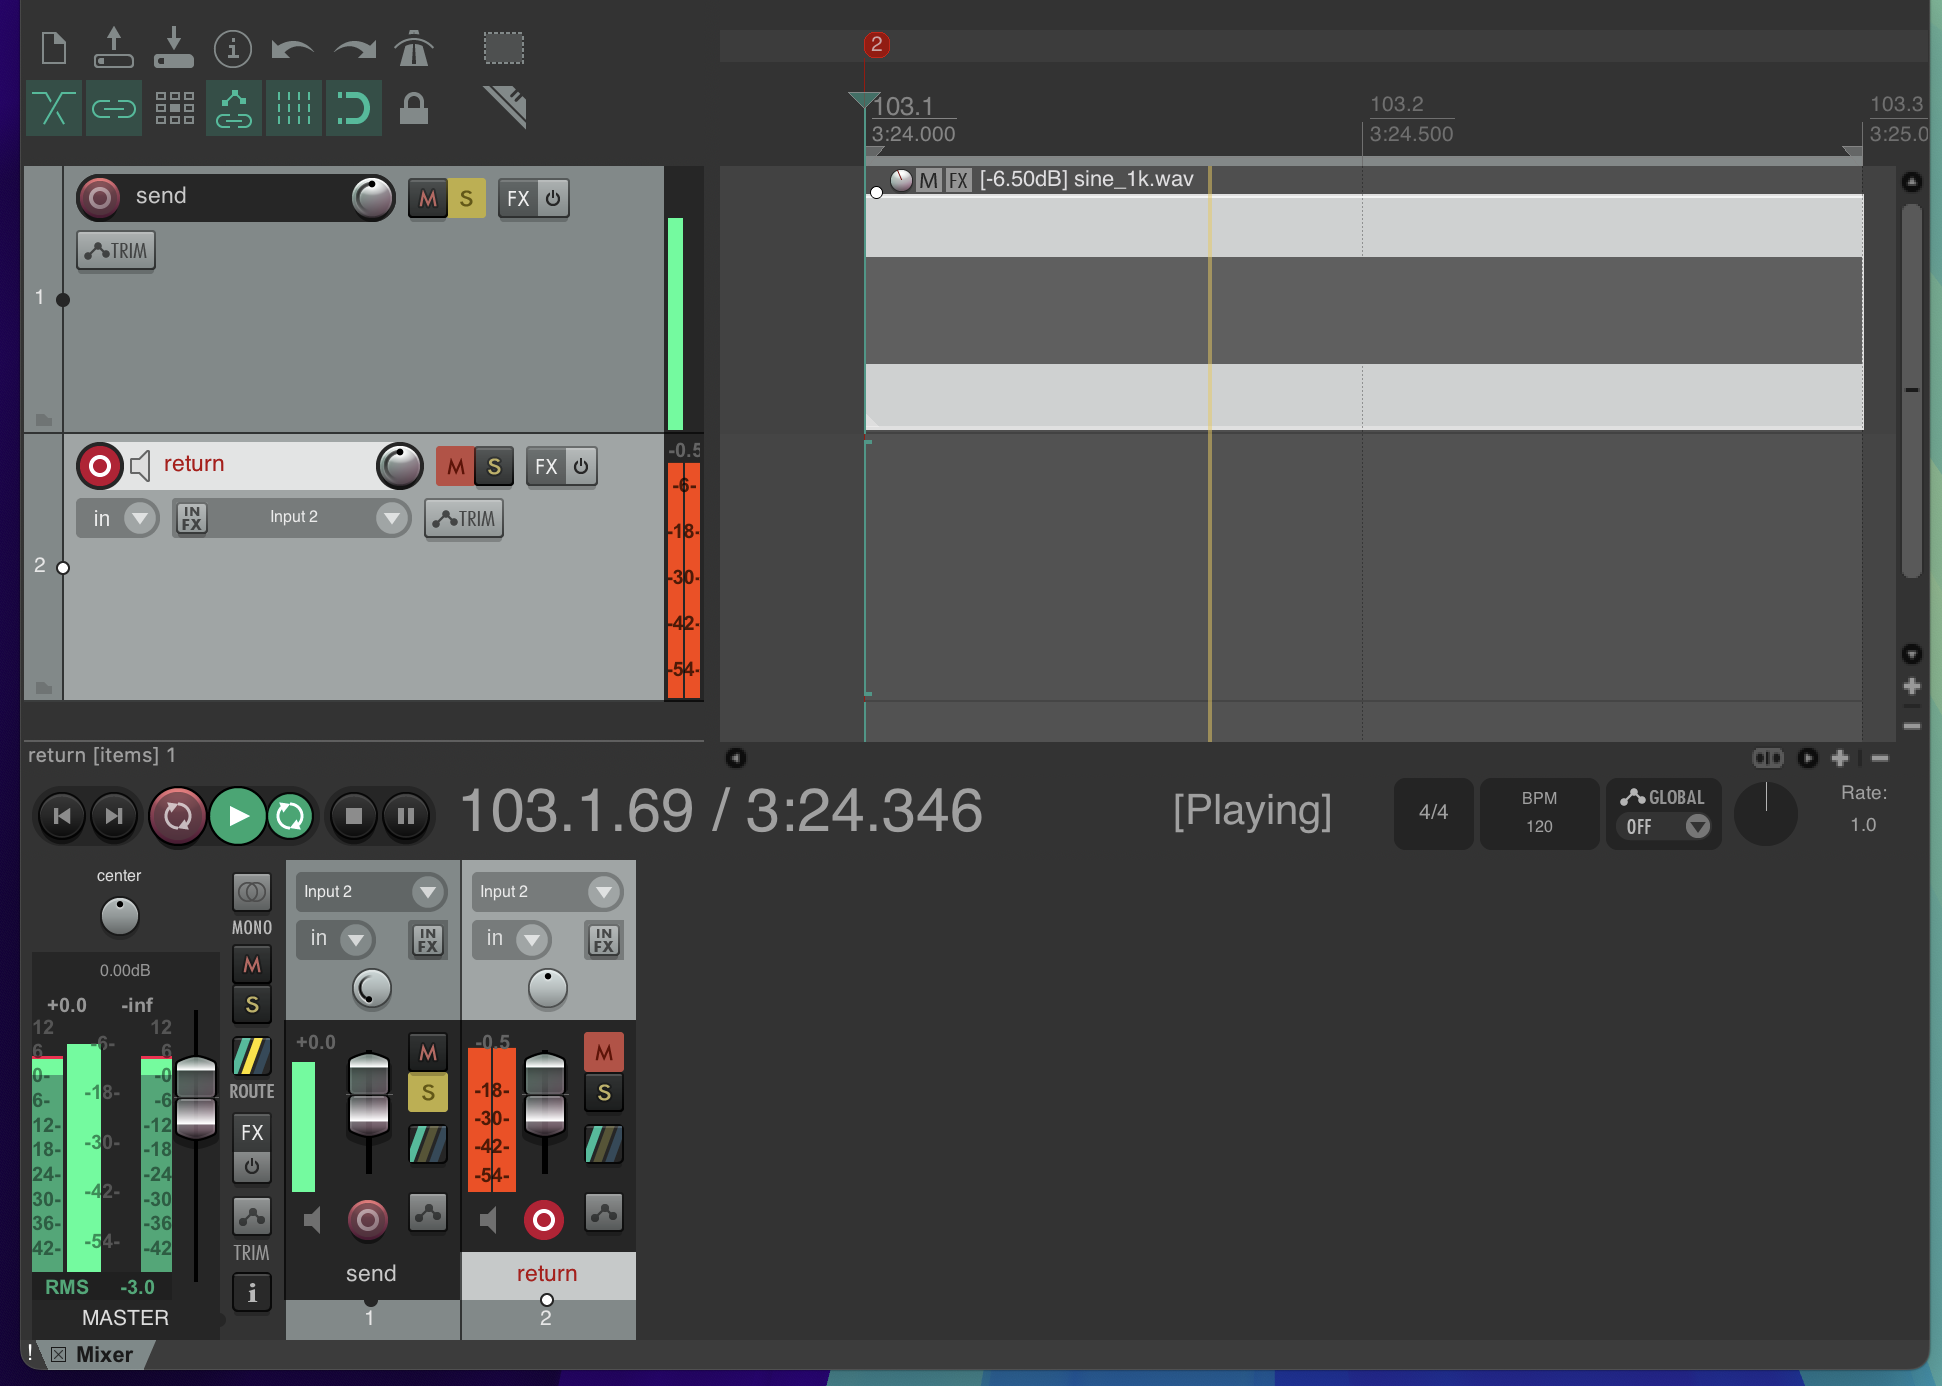 2
103.1
3:24.000
103.2
3:24.500
103.3
3:25.0
send
M
S
FX
TRIM
1
M FX [-6.50dB] sine_1k.wav
return
M
S
FX
in
IN
FX
Input 2
TRIM
2
-0.5
-6-
-18-
-30-
-42-
-54-
return [items] 1
103.1.69 / 3:24.346
[Playing]
4/4
BPM
120
GLOBAL
OFF
Rate:
1.0
center
0.00dB
+0.0
-inf
12
6
0-
6-
12-
18-
24-
30-
36-
42-
-6-
-18-
-30-
-42-
-54-
12
6
-0
-6
-12
-18
-24
-30
-36
-42
RMS -3.0
MASTER
MONO
M
S
ROUTE
FX
TRIM
i
Input 2
in
IN
FX
+0.0
M
S
send
1
Input 2
in
IN
FX
-0.5
-18-
-30-
-42-
-54-
M
S
return
2
! Mixer